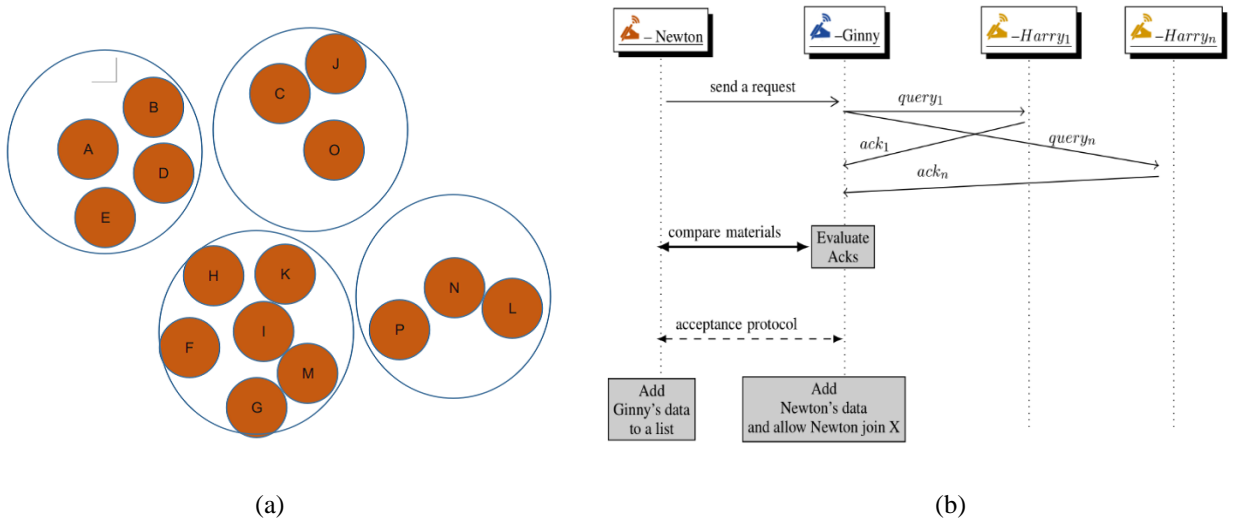 J
C
B
A
O
D
E
H
K
N
L
I
P
F
M
G
(a)
– Newton
–Ginny
–Harry₁
–Harryₙ
send a request
query₁
ack₁
queryₙ
ackₙ
compare materials
Evaluate
Acks
acceptance protocol
Add
Ginny's data
to a list
Add
Newton's data
and allow Newton join X
(b)